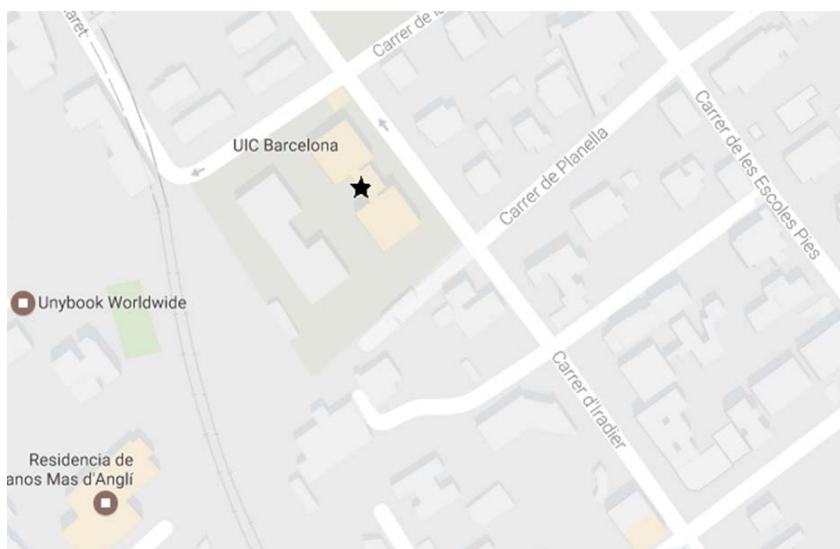 Carrer de
UIC Barcelona
Carrer de Planella
Carrer de les Escoles Pies
Unybook Worldwide
Carrer d'Iradier
Residencia de
anos Mas d'Anglí